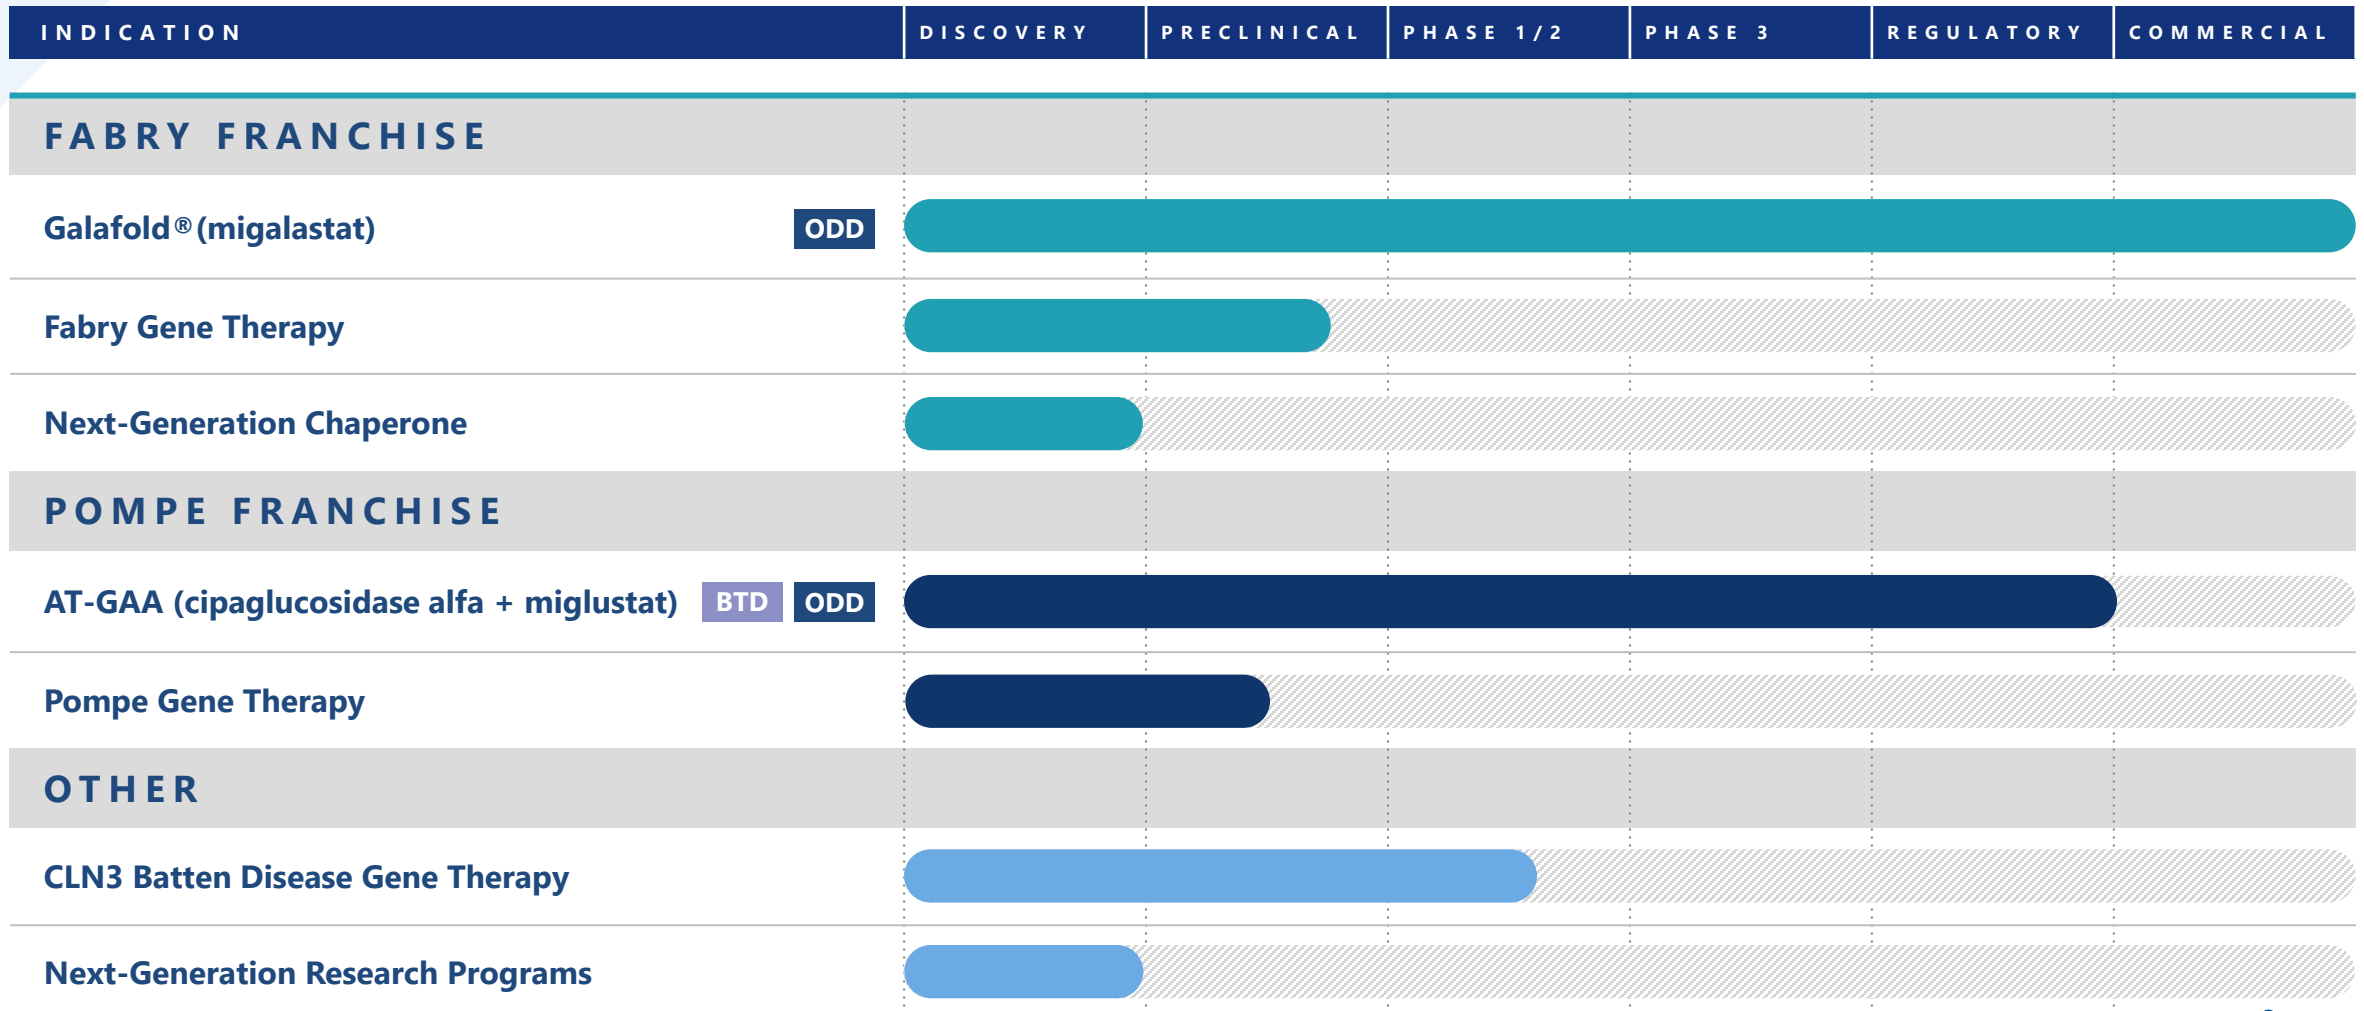 INDICATION DISCOVERY PRECLINICAL PHASE 1/2 PHASE 3 REGULATORY COMMERCIAL
FABRY FRANCHISE
Galafold®(migalastat) ODD
Fabry Gene Therapy
Next-Generation Chaperone
POMPE FRANCHISE
AT-GAA (cipaglucosidase alfa + miglustat) BTD ODD
Pompe Gene Therapy
OTHER
CLN3 Batten Disease Gene Therapy
Next-Generation Research Programs